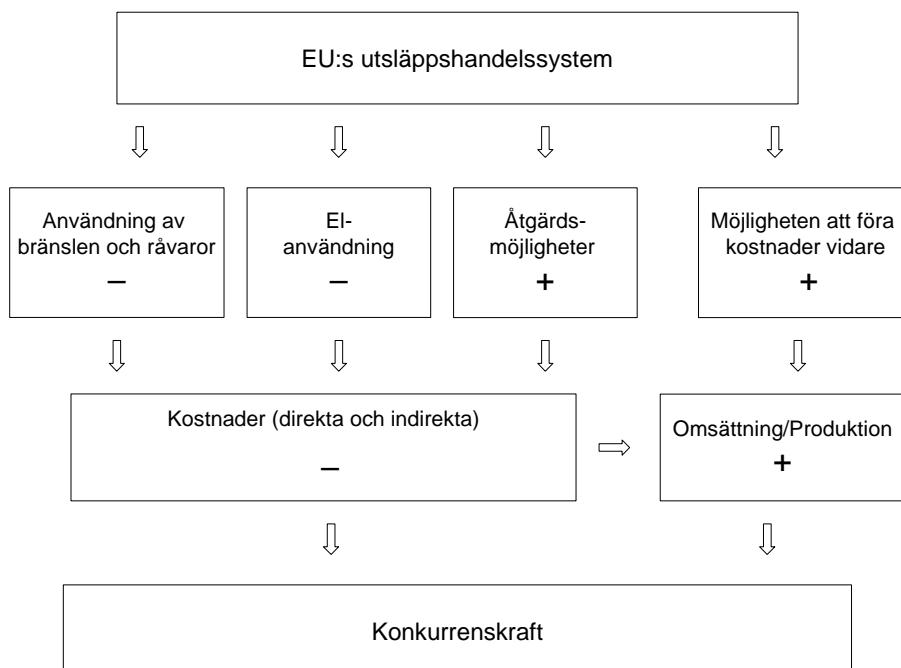 EU:s utsläppshandelssystem
Användning av
bränslen och råvaror
–
El-
användning
–
Åtgärds-
möjligheter
+
Möjligheten att föra
kostnader vidare
+
Kostnader (direkta och indirekta)
–
Omsättning/Produktion
+
Konkurrenskraft